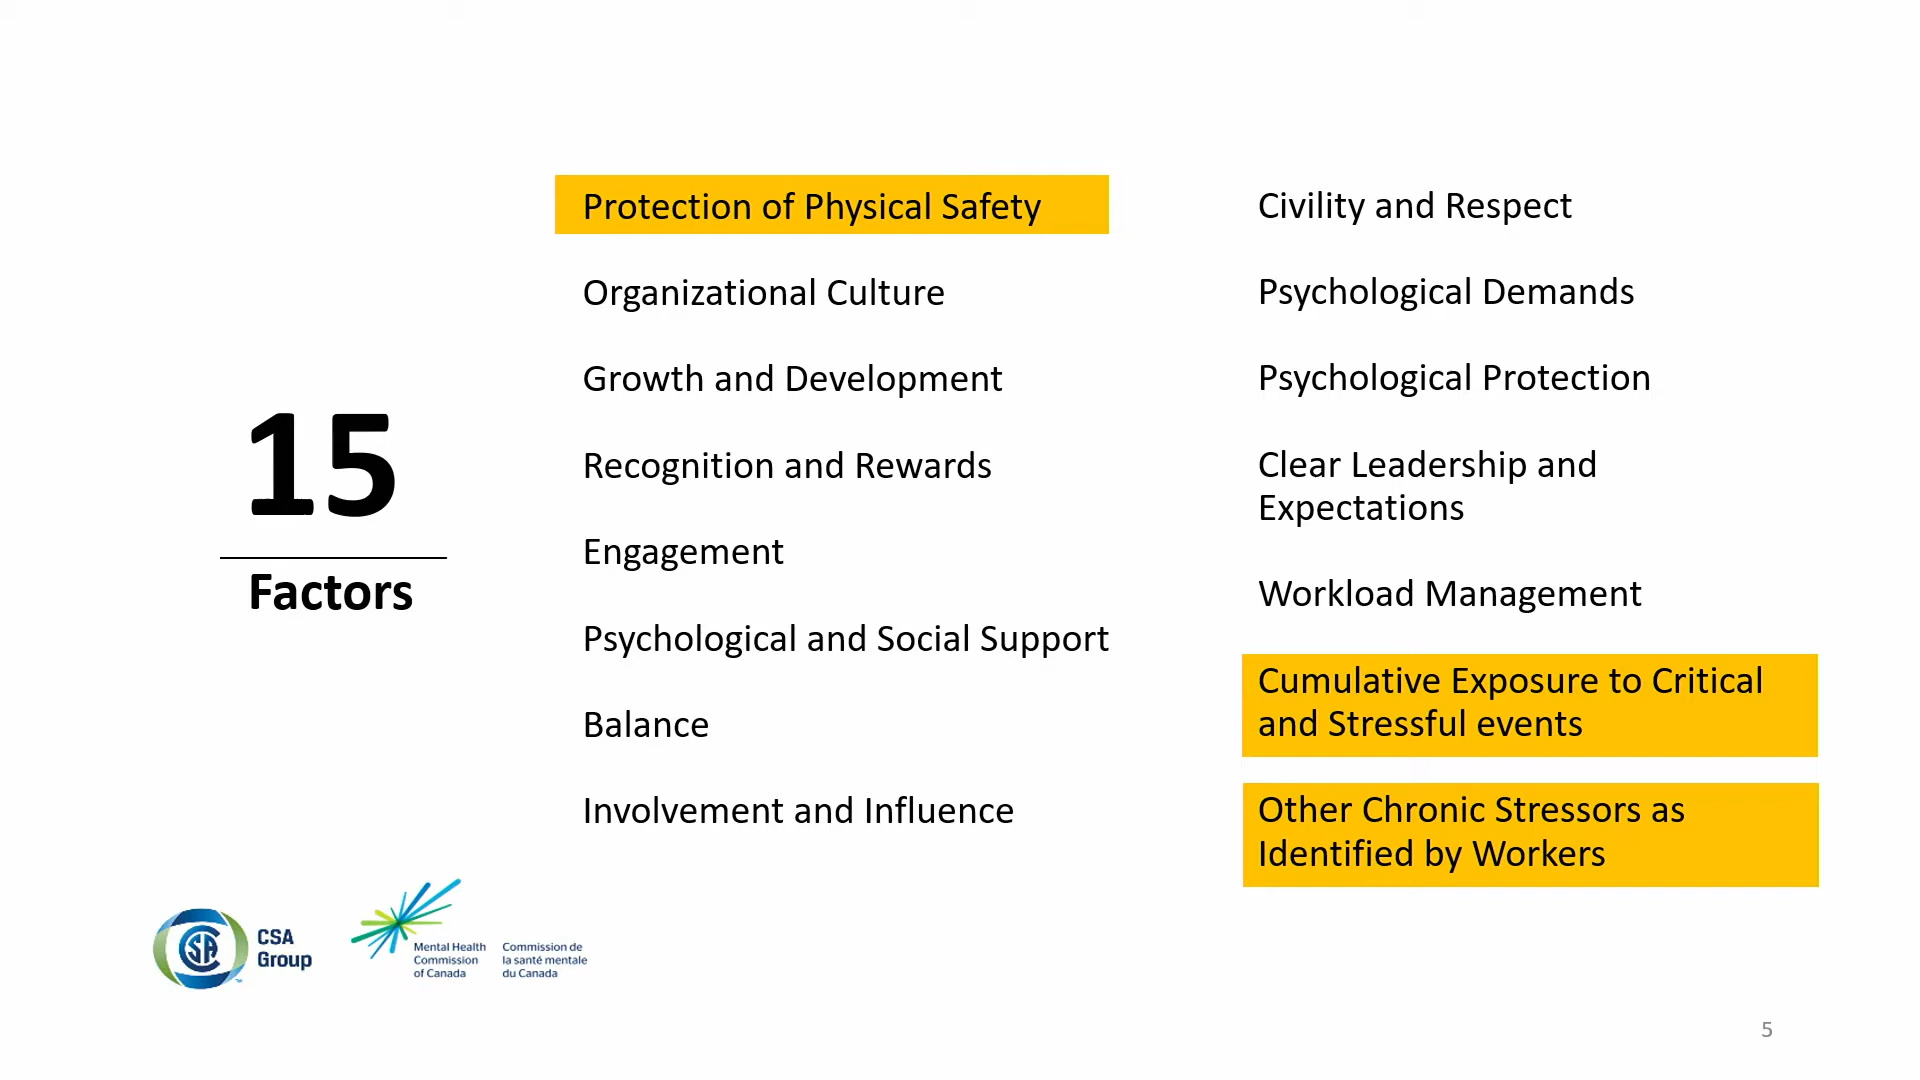 15
Factors
Protection of Physical Safety
Organizational Culture
Growth and Development
Recognition and Rewards
Engagement
Psychological and Social Support
Balance
Involvement and Influence
Civility and Respect
Psychological Demands
Psychological Protection
Clear Leadership and
Expectations
Workload Management
Cumulative Exposure to Critical
and Stressful events
Other Chronic Stressors as
Identified by Workers
CSA
Group
Mental Health
Commission
of Canada
Commission de
la santé mentale
du Canada
5